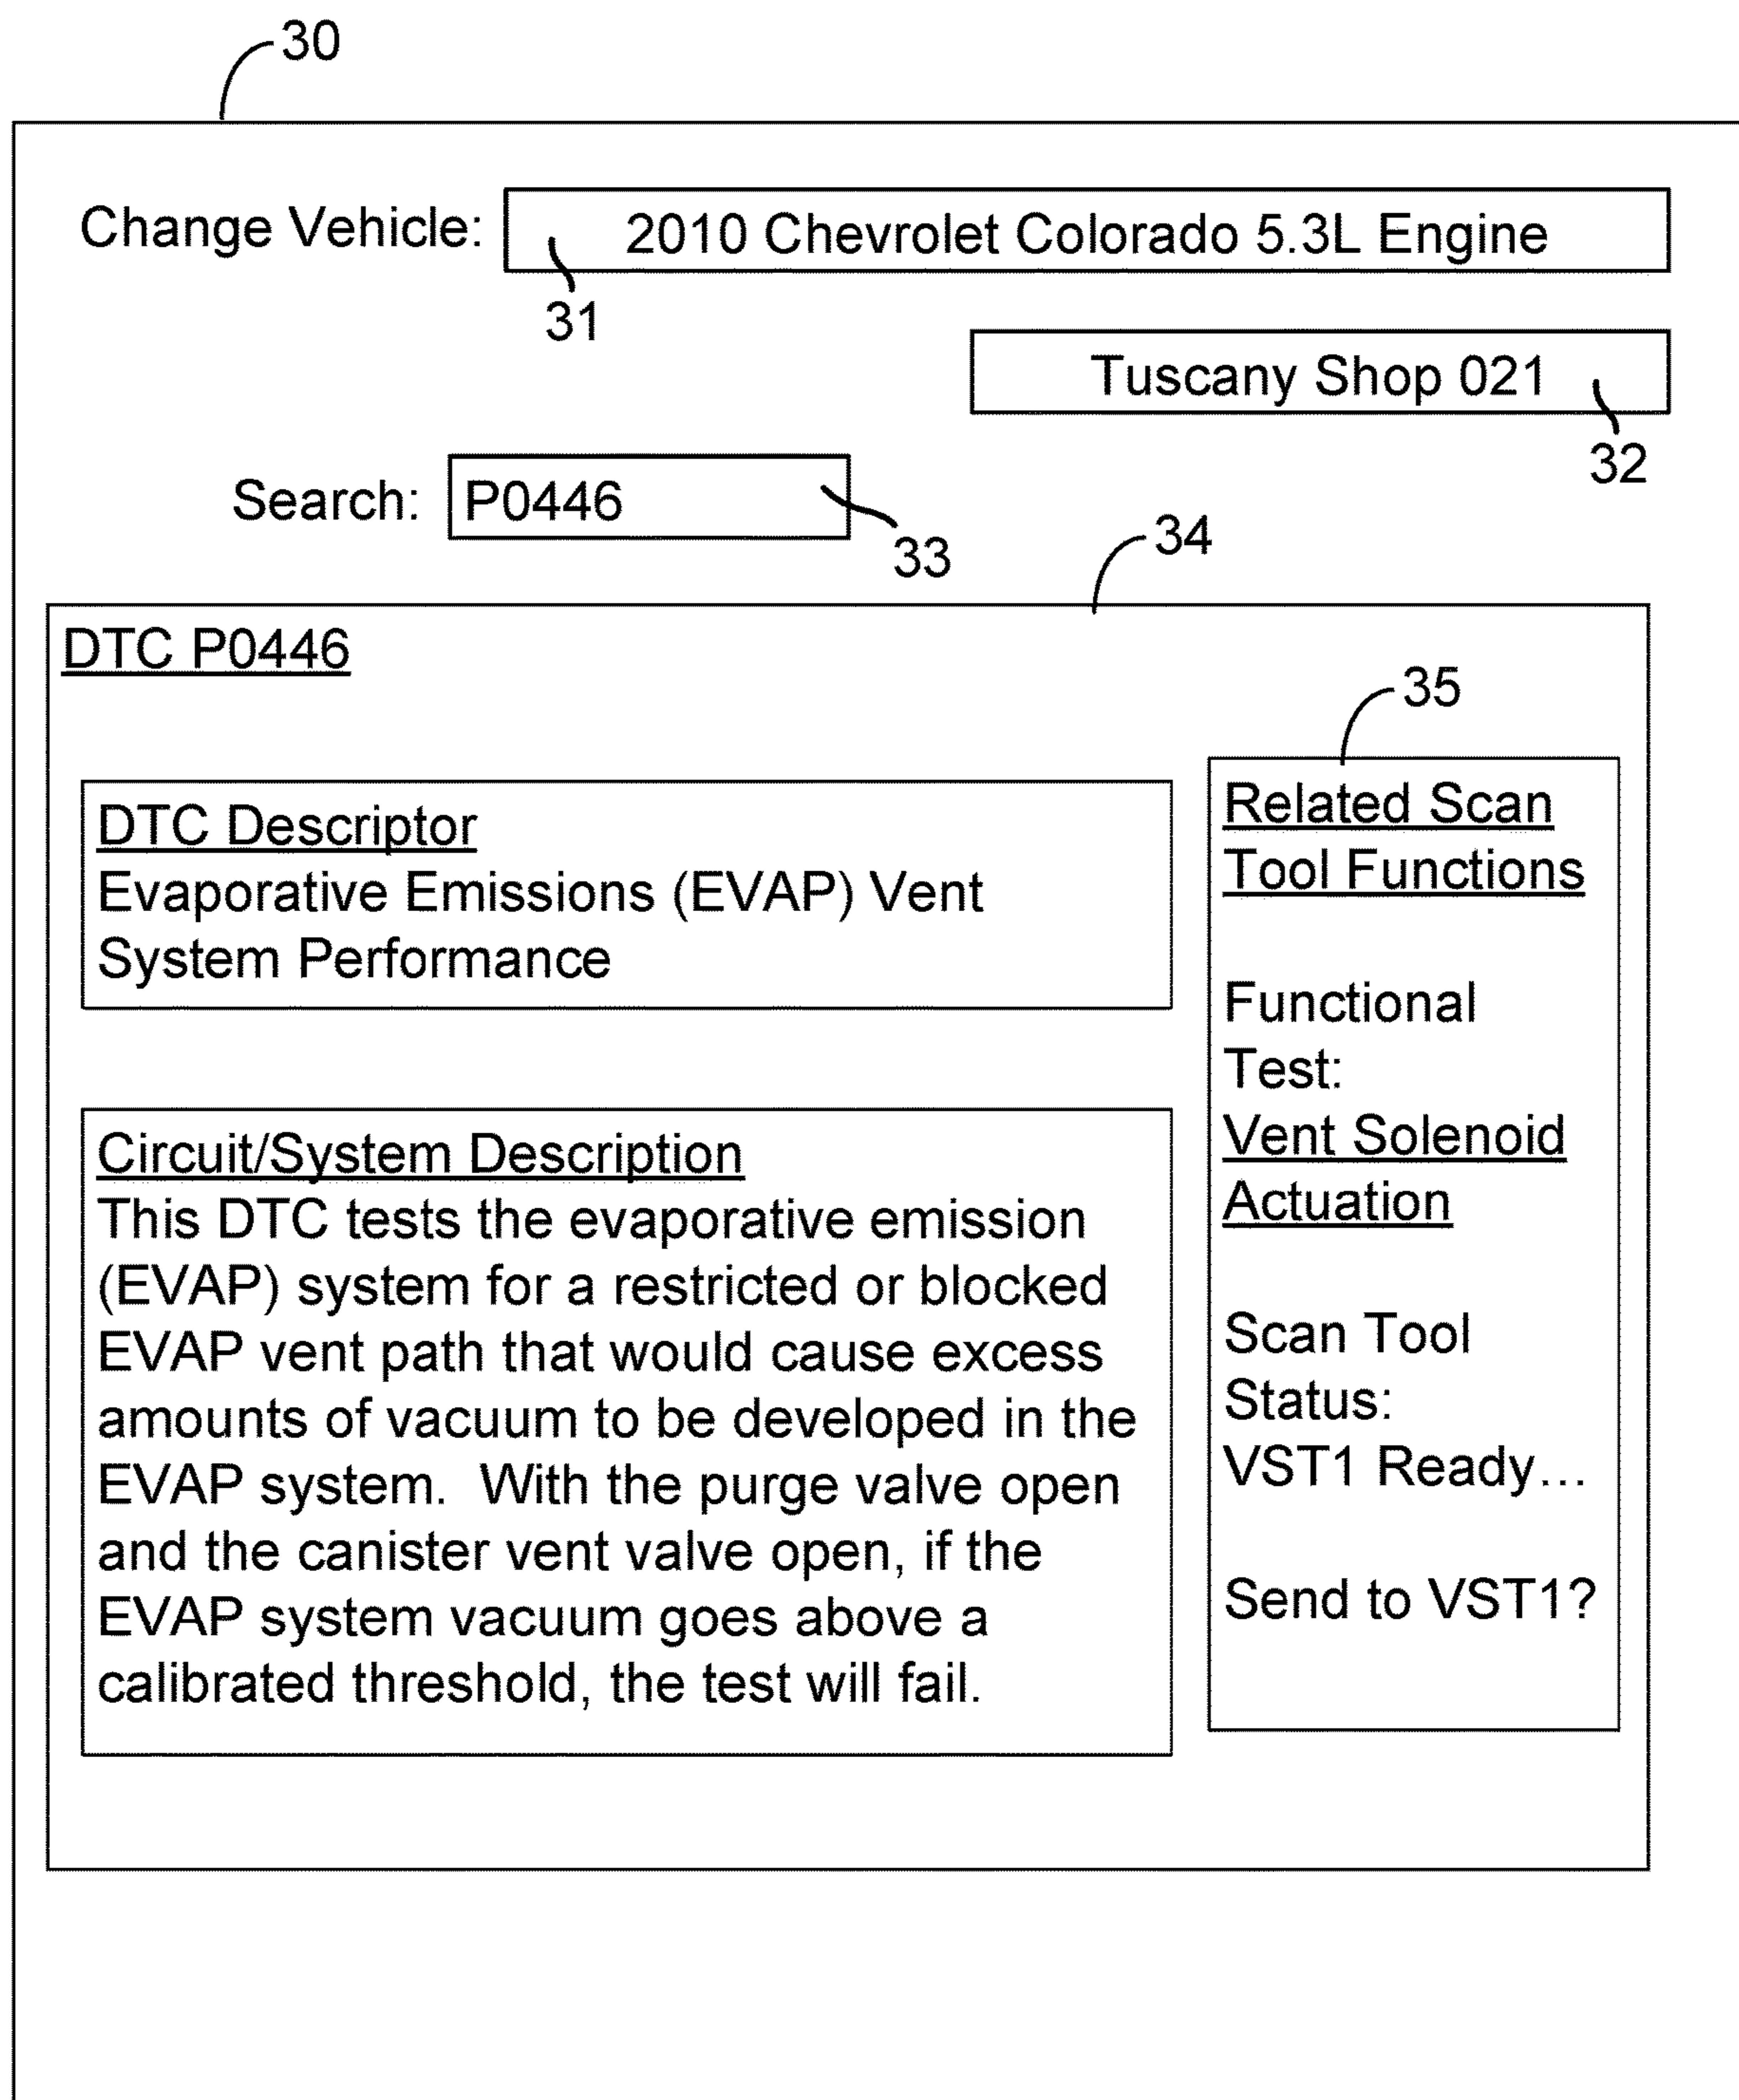 30
Change Vehicle: 2010 Chevrolet Colorado 5.3L Engine
31
Tuscany Shop 021
32
Search: P0446
33
34
DTC P0446
35
DTC Descriptor
Evaporative Emissions (EVAP) Vent
System Performance
Circuit/System Description
This DTC tests the evaporative emission
(EVAP) system for a restricted or blocked
EVAP vent path that would cause excess
amounts of vacuum to be developed in the
EVAP system.  With the purge valve open
and the canister vent valve open, if the
EVAP system vacuum goes above a
calibrated threshold, the test will fail.
Related Scan
Tool Functions
Functional
Test:
Vent Solenoid
Actuation
Scan Tool
Status:
VST1 Ready...
Send to VST1?